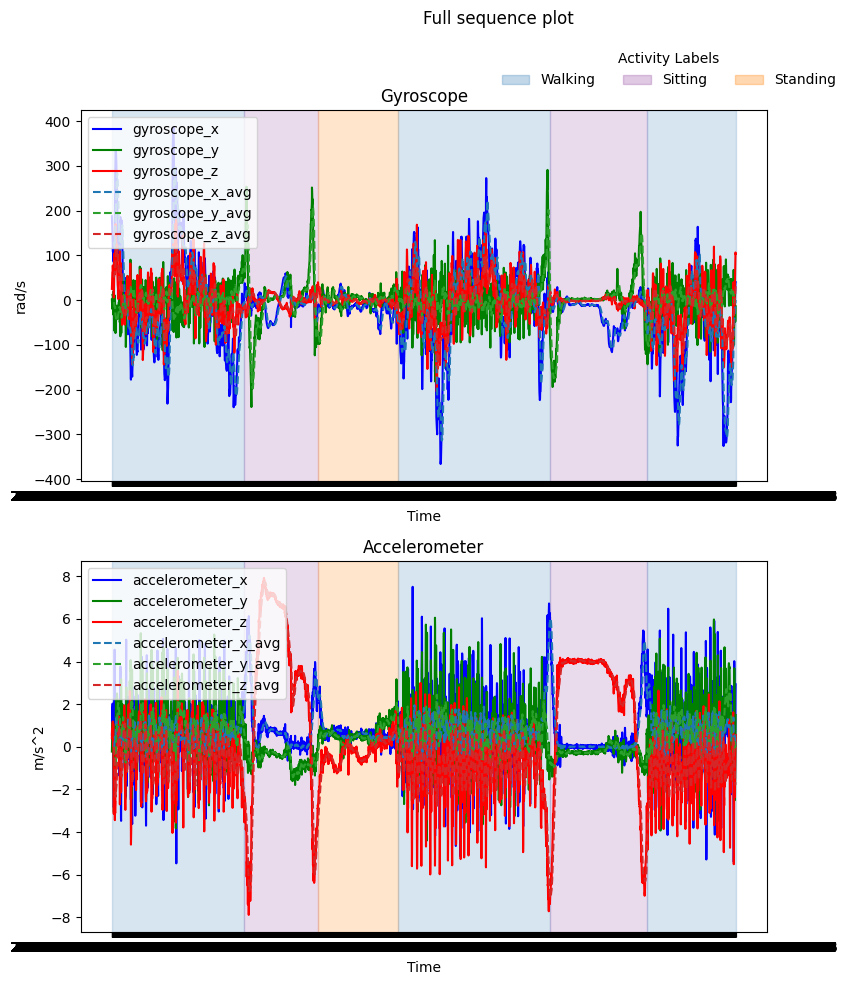 Full sequence plot
Activity Labels
Walking Sitting Standing
Gyroscope
gyroscope_x
gyroscope_y
gyroscope_z
gyroscope_x_avg
gyroscope_y_avg
gyroscope_z_avg
400
300
200
100
0
−100
−200
−300
−400
rad/s
Time
Accelerometer
accelerometer_x
accelerometer_y
accelerometer_z
accelerometer_x_avg
accelerometer_y_avg
accelerometer_z_avg
8
6
4
2
0
−2
−4
−6
−8
m/s^2
Time